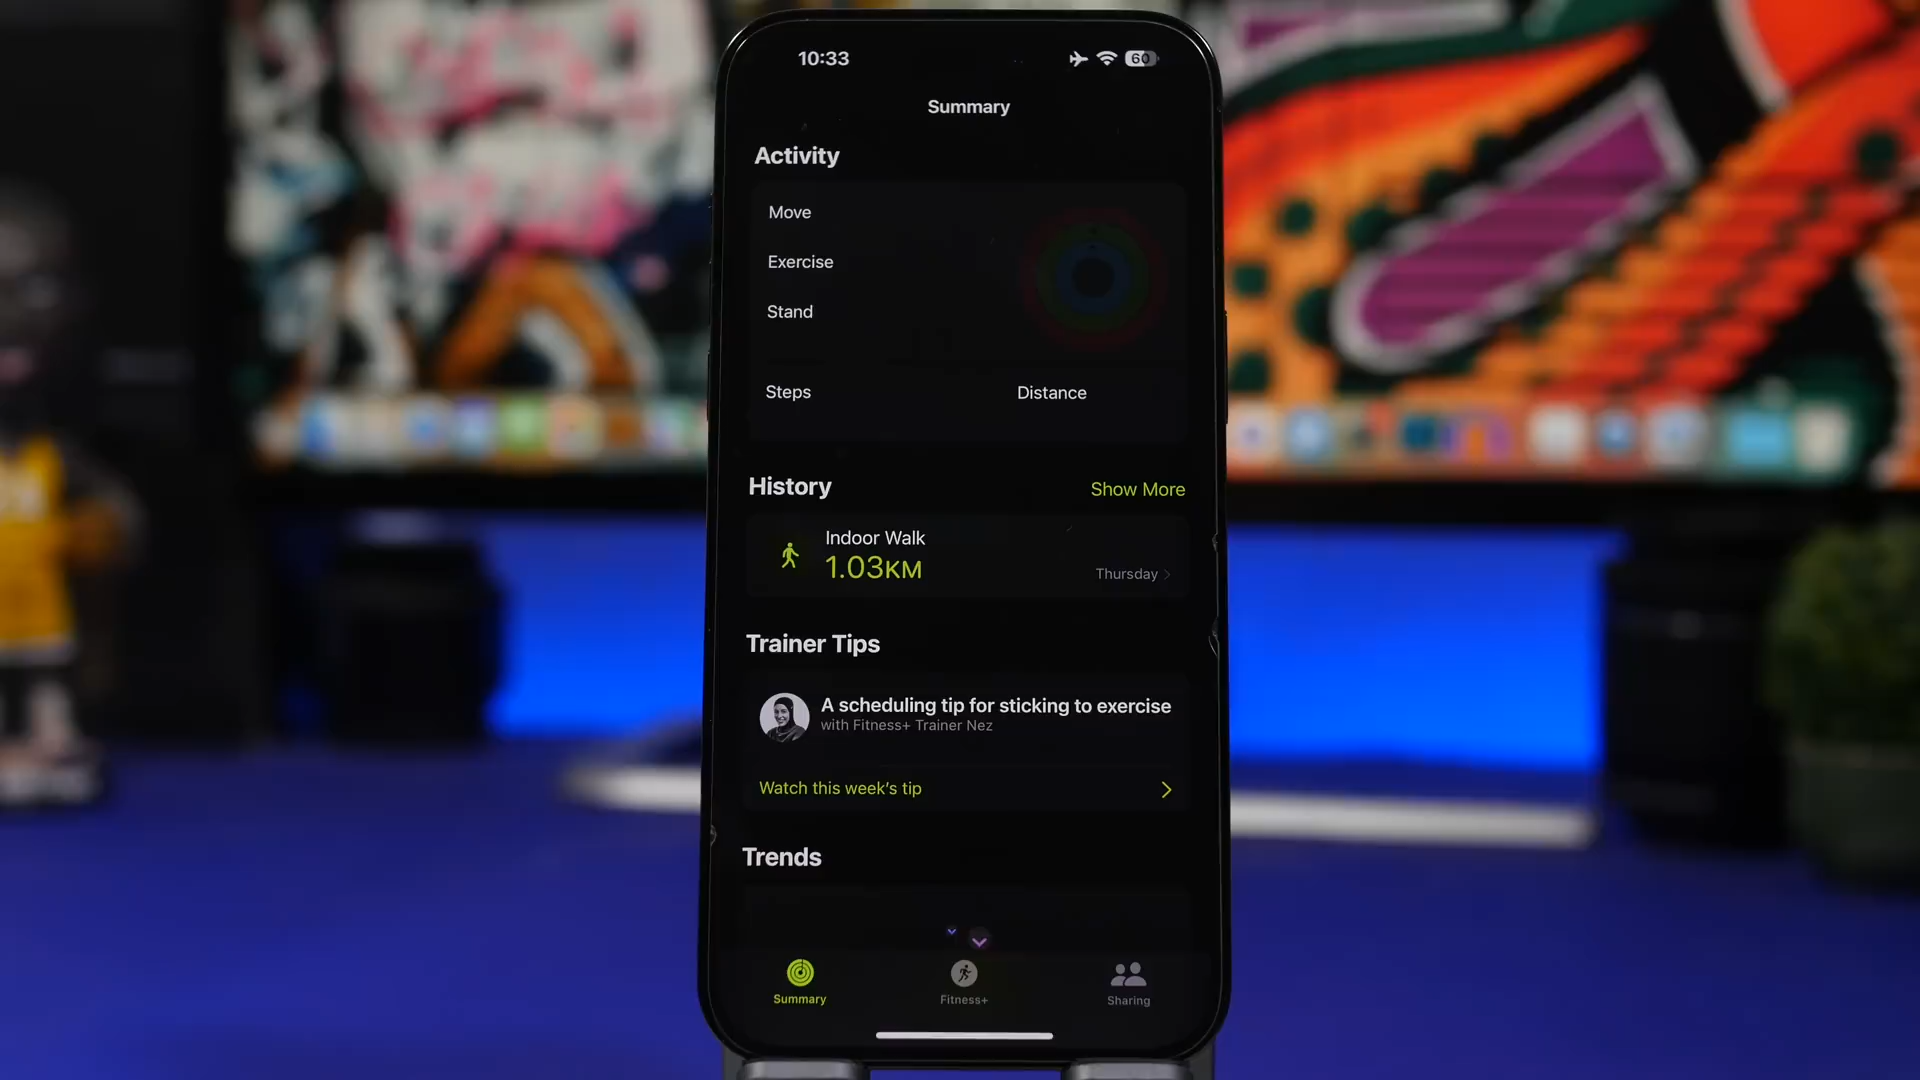 10:33
60
Summary
Activity
Move
Exercise
Stand
Steps
Distance
History
Show More
Indoor Walk
1.03KM
Thursday
Trainer Tips
A scheduling tip for sticking to exercise
with Fitness+ Trainer Nez
Watch this week's tip
Trends
Summary
Fitness+
Sharing